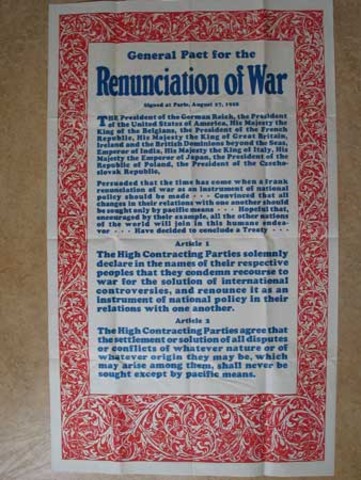 General Pact for the
Renunciation of War
Signed at Paris, August 27, 1928
THE President of the German Reich, the President
of the United States of America, His Majesty the
King of the Belgians, the President of the French
Republic, His Majesty the King of Great Britain,
Ireland and the British Dominions beyond the Seas,
Emperor of India, His Majesty the King of Italy, His
Majesty the Emperor of Japan, the President of the
Republic of Poland, the President of the Czecho-
slovak Republic,
Persuaded that the time has come when a frank
renunciation of war as an instrument of national
policy should be made · · · Convinced that all
changes in their relations with one another should
be sought only by pacific means · · · Hopeful that,
encouraged by their example, all the other nations
of the world will join in this humane endea-
vor · · · Have decided to conclude a Treaty · · ·
Article 1
The High Contracting Parties solemnly
declare in the names of their respective
peoples that they condemn recourse to
war for the solution of international
controversies, and renounce it as an
instrument of national policy in their
relations with one another.
Article 2
The High Contracting Parties agree that
the settlement or solution of all disputes
or conflicts of whatever nature or of
whatever origin they may be, which
may arise among them, shall never be
sought except by pacific means.